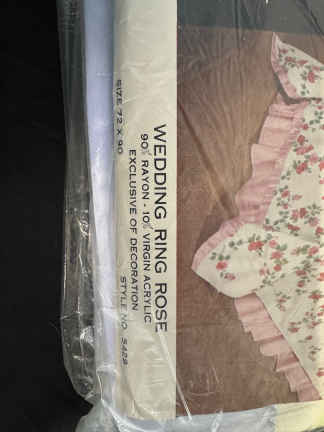 WEDDING RING ROSE
90% RAYON - 10% VIRGIN ACRYLIC
EXCLUSIVE OF DECORATION
SIZE 72 X 90 STYLE NO. 5428